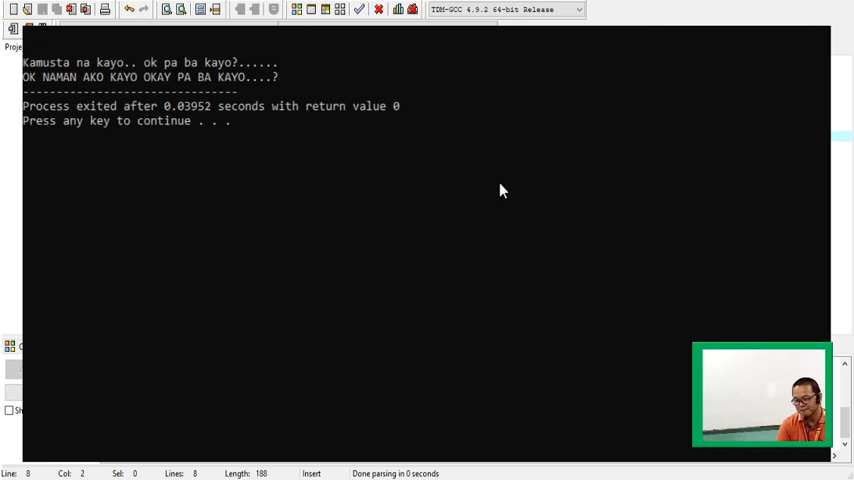 TDM-GCC 4.9.2 64-bit Release
Proje
Kamusta na kayo.. ok pa ba kayo?......
OK NAMAN AKO KAYO OKAY PA BA KAYO....?
--------------------------------
Process exited after 0.03952 seconds with return value 0
Press any key to continue . . .
C
Sh
Line: 8 Col: 2 Sel: 0 Lines: 8 Length: 188 Insert Done parsing in 0 seconds